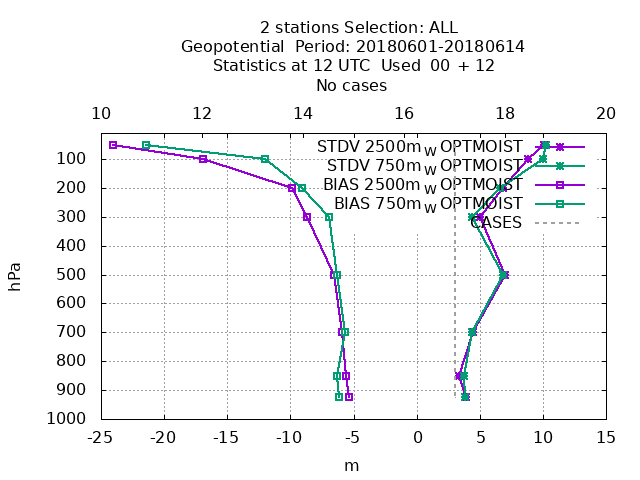 2 stations Selection: ALL
Geopotential  Period: 20180601-20180614
Statistics at 12 UTC  Used  00 + 12
No cases
10 12 14 16 18 20
STDV 2500m_W OPTMOIST
STDV 750m_W OPTMOIST
BIAS 2500m_W OPTMOIST
BIAS 750m_W OPTMOIST
CASES
100
200
300
400
500
600
700
800
900
1000
hPa
-25 -20 -15 -10 -5 0 5 10 15
m